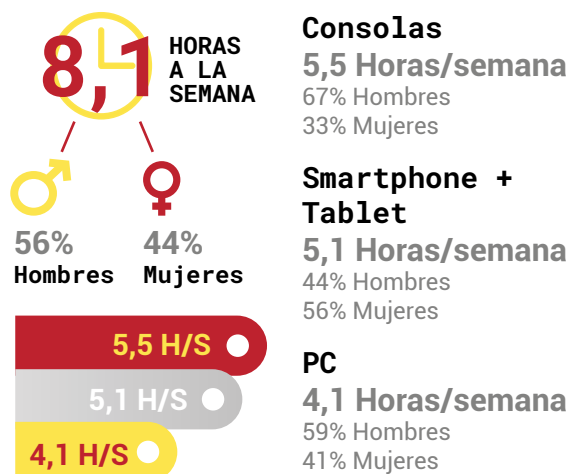 8,1
HORAS
A LA
SEMANA
56%
Hombres
44%
Mujeres
5,5 H/S
5,1 H/S
4,1 H/S
Consolas
5,5 Horas/semana
67% Hombres
33% Mujeres
Smartphone +
Tablet
5,1 Horas/semana
44% Hombres
56% Mujeres
PC
4,1 Horas/semana
59% Hombres
41% Mujeres